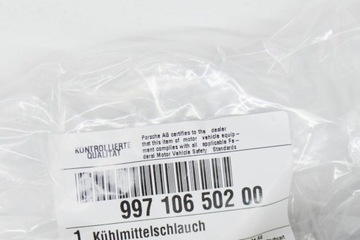 KONTROLLIERTE
QUALITÄT
Porsche AG certifies to the dealer
that this item of motor vehicle equip-
ment complies with all applicable Fe-
deral Motor Vehicle Safety Standards
997 106 502 00
1 Kühlmittelschlauch